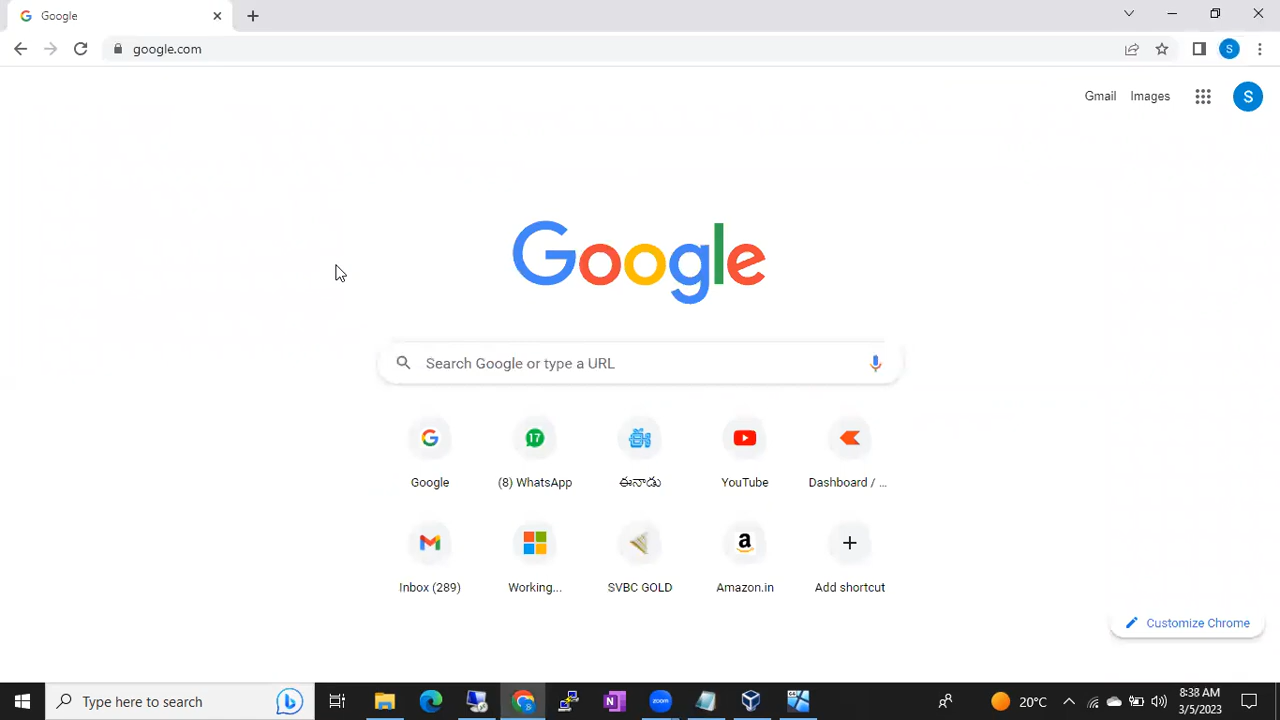 Google
google.com
Gmail Images
S
S
Google
Search Google or type a URL
17
Google
(8) WhatsApp
ఈనాడు
YouTube
Dashboard / ...
Inbox (289)
Working...
SVBC GOLD
Amazon.in
Add shortcut
Customize Chrome
Type here to search
zoom
20°C
8:38 AM
3/5/2023